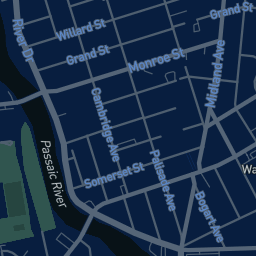 Grand St
Willard St
River Dr
Grand St
Monroe St
Midland Ave
Cambridge Ave
Passaic River
Palisade Ave
Somerset St
Wa
Bogart Ave